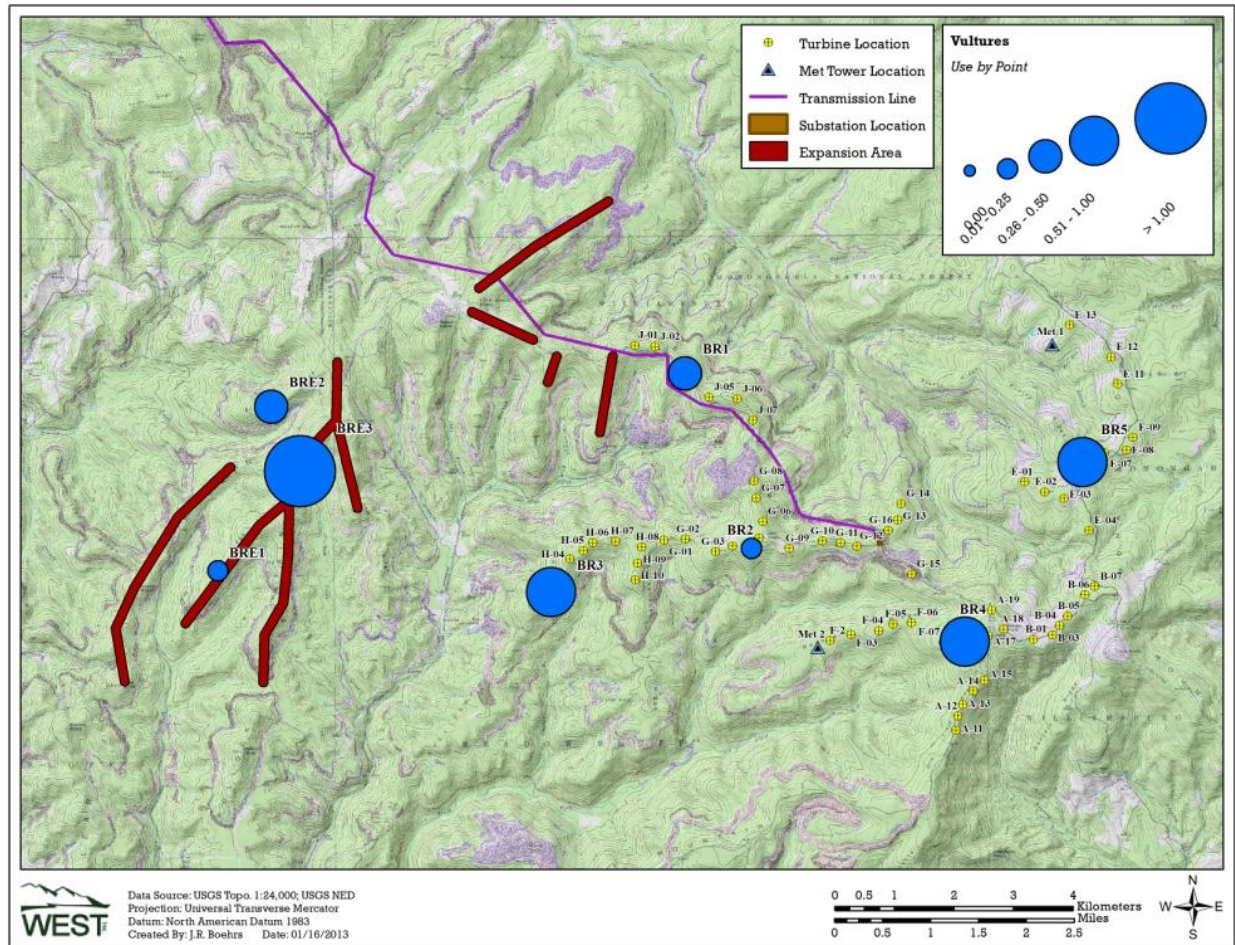 Turbine Location
Met Tower Location
Transmission Line
Substation Location
Expansion Area
Vultures
Use by Point
0.00
0.01 - 0.25
0.26 - 0.50
0.51 - 1.00
> 1.00
E-13
Met 1
J-01
J-02
E-12
BR1
E-11
BRE2
J-05
J-06
J-07
BRE3
E-09
BR5
E-08
E-07
G-08
E-01
G-07
E-02
E-03
G-14
G-06
G-13
G-16
E-04
H-06
H-07
G-02
BR2
G-10
G-11
H-05
H-08
G-01
G-03
G-09
G-12
H-04
H-09
BRE1
BR3
H-10
G-15
B-07
B-06
A-19
BR4
F-05
F-06
B-05
F-04
A-18
B-04
Met 2
F-2
F-03
F-07
A-17
B-01
B-03
A-15
A-14
A-12
A-13
A-11
WEST
Data Source: USGS Topo. 1:24,000; USGS NED
Projection: Universal Transverse Mercator
Datum: North American Datum 1983
Created By: J.R. Boehrs Date: 01/16/2013
0 0.5 1 2 3 4
Kilometers
Miles
0 0.5 1 1.5 2 2.5
N
W E
S